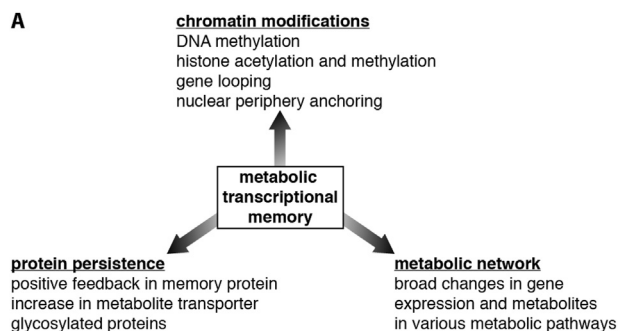 A
chromatin modifications
DNA methylation
histone acetylation and methylation
gene looping
nuclear periphery anchoring
metabolic
transcriptional
memory
protein persistence
positive feedback in memory protein
increase in metabolite transporter
glycosylated proteins
metabolic network
broad changes in gene
expression and metabolites
in various metabolic pathways